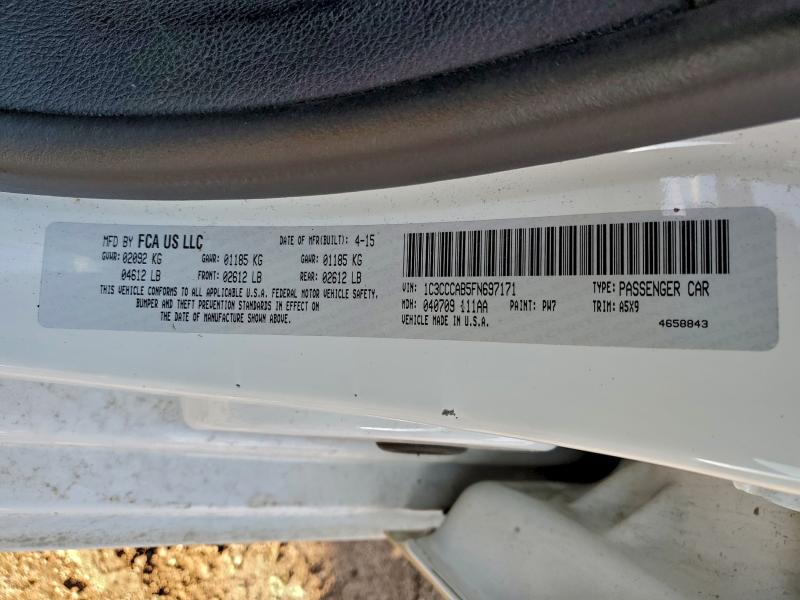 MFD BY FCA US LLC DATE OF MFR(BUILT): 4-15
GVWR: 02092 KG GAWR: 01185 KG GAWR: 01185 KG
04612 LB FRONT: 02612 LB REAR: 02612 LB
THIS VEHICLE CONFORMS TO ALL APPLICABLE U.S.A. FEDERAL MOTOR VEHICLE SAFETY,
BUMPER AND THEFT PREVENTION STANDARDS IN EFFECT ON
THE DATE OF MANUFACTURE SHOWN ABOVE.
VIN: 1C3CCCAB5FN697171 TYPE: PASSENGER CAR
MDH: 040709 111AA PAINT: PW7 TRIM: A5X9
VEHICLE MADE IN U.S.A. 4658843